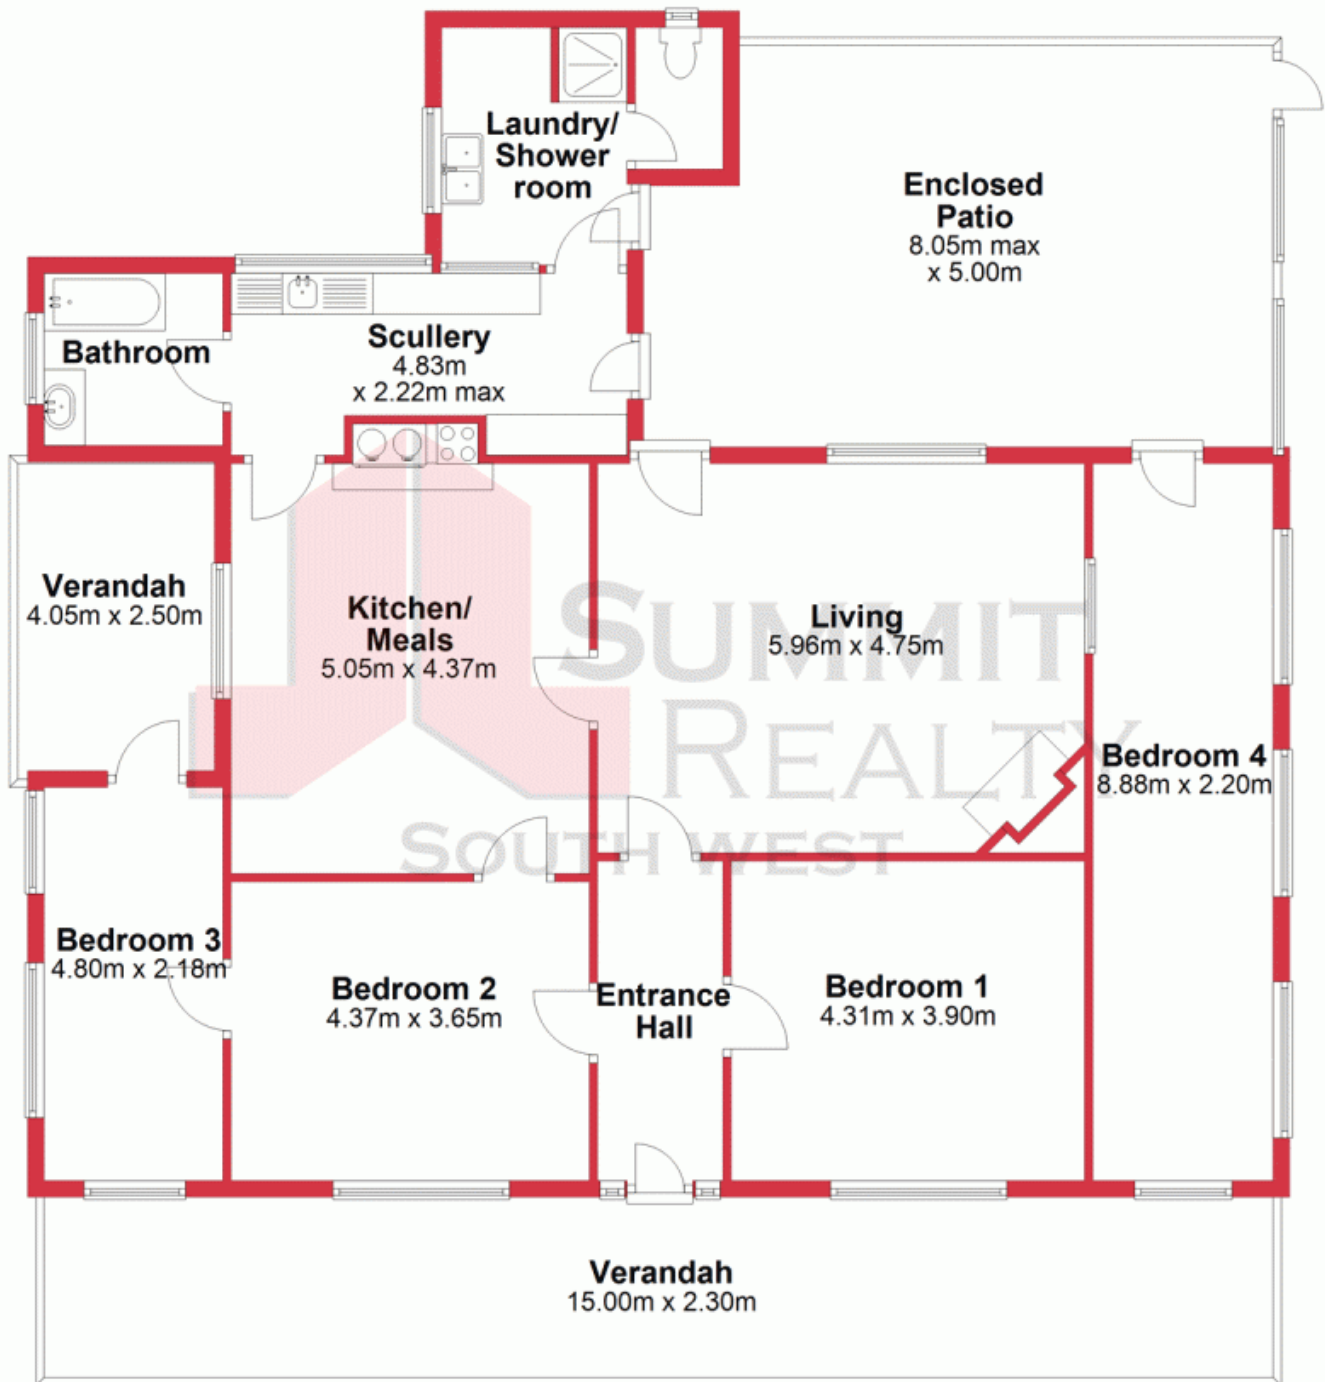 Laundry/
Shower
room
Enclosed
Patio
8.05m max
x 5.00m
Bathroom
Scullery
4.83m
x 2.22m max
Verandah
4.05m x 2.50m
Kitchen/
Meals
5.05m x 4.37m
Living
5.96m x 4.75m
SUMMIT
REALTY
SOUTH WEST
Bedroom 4
8.88m x 2.20m
Bedroom 3
4.80m x 2.18m
Bedroom 2
4.37m x 3.65m
Entrance
Hall
Bedroom 1
4.31m x 3.90m
Verandah
15.00m x 2.30m